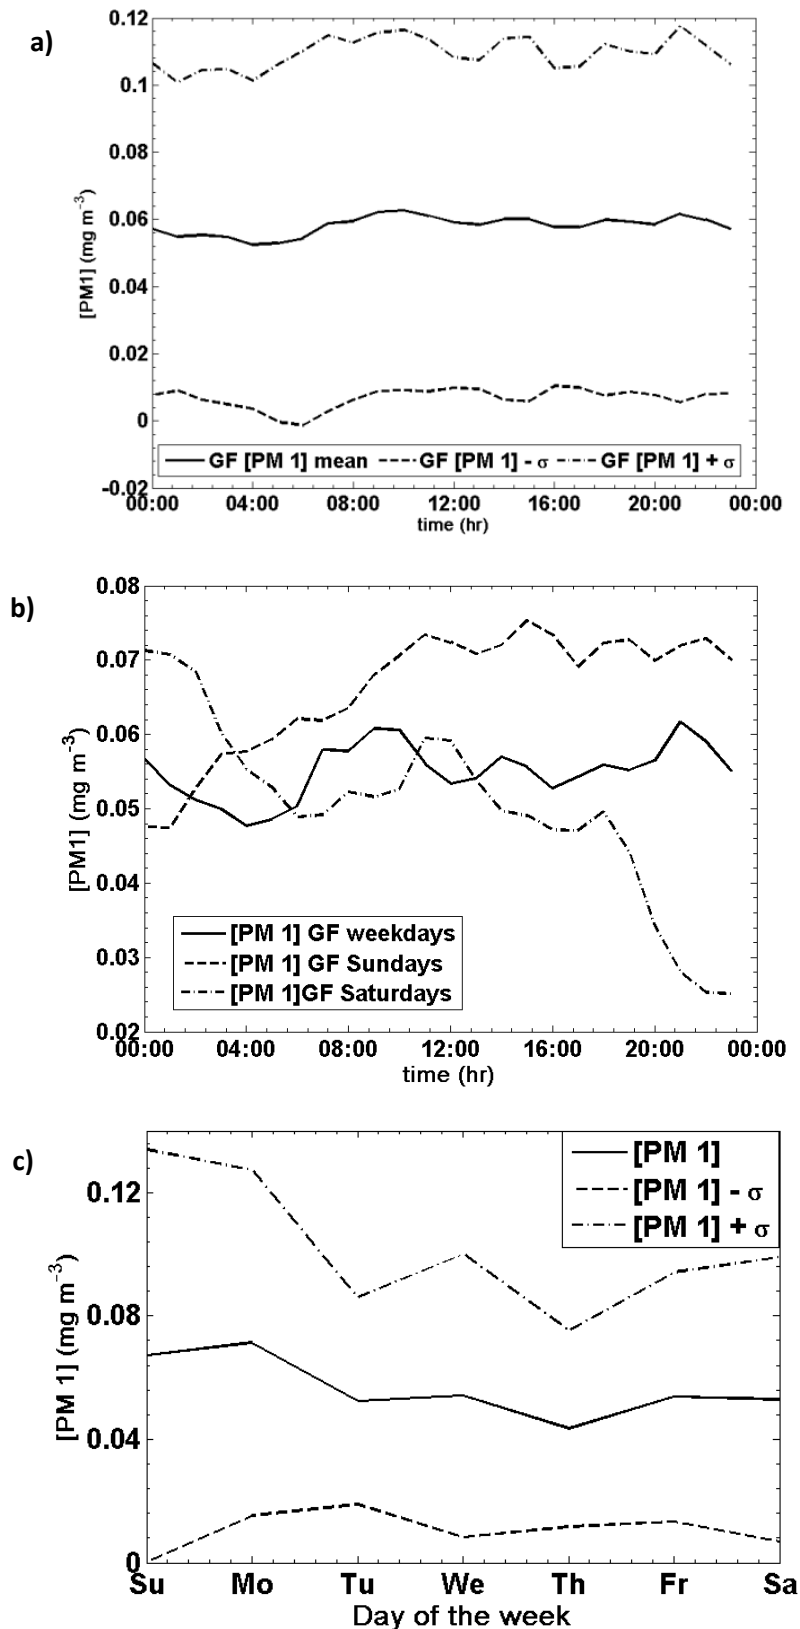 a)
0.12
0.1
0.08
0.06
0.04
0.02
0
-0.02
[PM1] (mg m-3)
GF [PM 1] mean GF [PM 1] - σ GF [PM 1] + σ
00:00 04:00 08:00 12:00 16:00 20:00 00:00
time (hr)
b)
0.08
0.07
0.06
0.05
0.04
0.03
0.02
[PM1] (mg m-3)
[PM 1] GF weekdays
[PM 1] GF Sundays
[PM 1]GF Saturdays
00:00 04:00 08:00 12:00 16:00 20:00 00:00
time (hr)
c)
0.12
0.08
0.04
0
[PM 1] (mg m-3)
[PM 1]
[PM 1] - σ
[PM 1] + σ
Su Mo Tu We Th Fr Sa
Day of the week